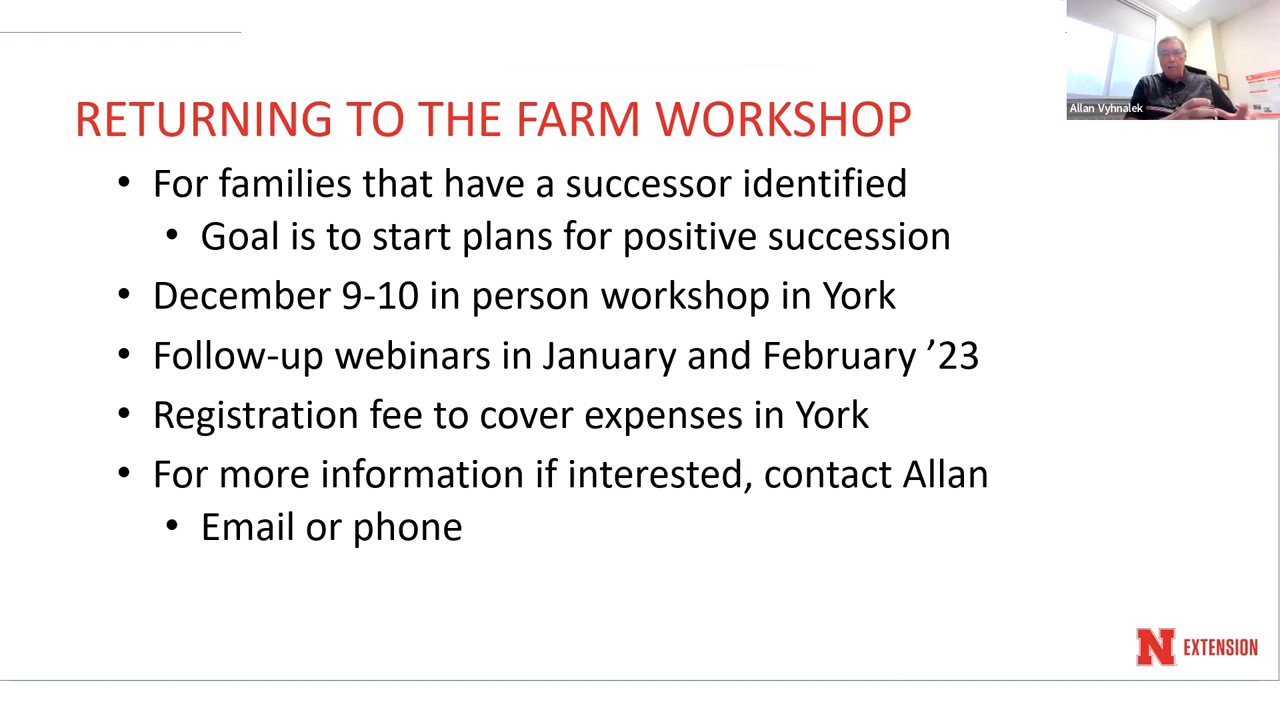 Allan Vyhnalek
RETURNING TO THE FARM WORKSHOP
• For families that have a successor identified
• Goal is to start plans for positive succession
• December 9-10 in person workshop in York
• Follow-up webinars in January and February ’23
• Registration fee to cover expenses in York
• For more information if interested, contact Allan
• Email or phone
N EXTENSION